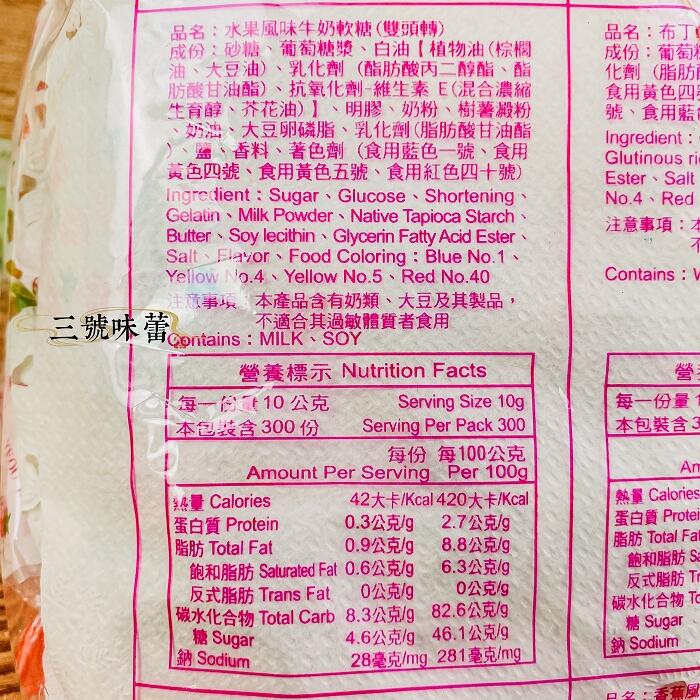 品名：水果風味牛奶軟糖(雙頭轉)
成份：砂糖、葡萄糖漿、白油【植物油(棕櫚
油、大豆油)、乳化劑 (酯肪酸丙二醇酯、酯
肪酸甘油酯)、抗氧化劑-維生素 E(混合濃縮
生育醇、芥花油)】、明膠、奶粉、樹薯澱粉
、奶油、大豆卵磷脂、乳化劑(脂肪酸甘油酯
)、鹽、香料、著色劑 (食用藍色一號、食用
黃色四號、食用黃色五號、食用紅色四十號)
Ingredient：Sugar、Glucose、Shortening、
Gelatin、Milk Powder、Native Tapioca Starch、
Butter、Soy lecithin、Glycerin Fatty Acid Ester、
Salt、Flavor、Food Coloring：Blue No.1、
Yellow No.4、Yellow No.5、Red No.40
注意事項：本產品含有奶類、大豆及其製品，
不適合其過敏體質者食用
Contains：MILK、SOY
三號味蕾
營養標示 Nutrition Facts
每一份量 10 公克 Serving Size 10g
本包裝含 300 份 Serving Per Pack 300
每份 每100公克
Amount Per Serving Per 100g
熱量 Calories 42大卡/Kcal 420大卡/Kcal
蛋白質 Protein 0.3公克/g 2.7公克/g
脂肪 Total Fat 0.9公克/g 8.8公克/g
飽和脂肪 Saturated Fat 0.6公克/g 6.3公克/g
反式脂肪 Trans Fat 0公克/g 0公克/g
碳水化合物 Total Carb 8.3公克/g 82.6公克/g
糖 Sugar 4.6公克/g 46.1公克/g
鈉 Sodium 28毫克/mg 281毫克/mg
品名：布丁
成份：葡萄
化劑 (脂肪
食用黃色四
號、食用藍
Ingredient：
Glutinous ri
Ester、Salt
No.4、Red
注意事項：本
不
Contains：
營
每一份量 1
本包裝含 3
Am
熱量 Calories
蛋白質 Protei
脂肪 Total Fa
飽和脂肪 Sa
反式脂肪 Tr
碳水化合物 To
糖 Sugar
鈉 Sodium
品名：香蕉風